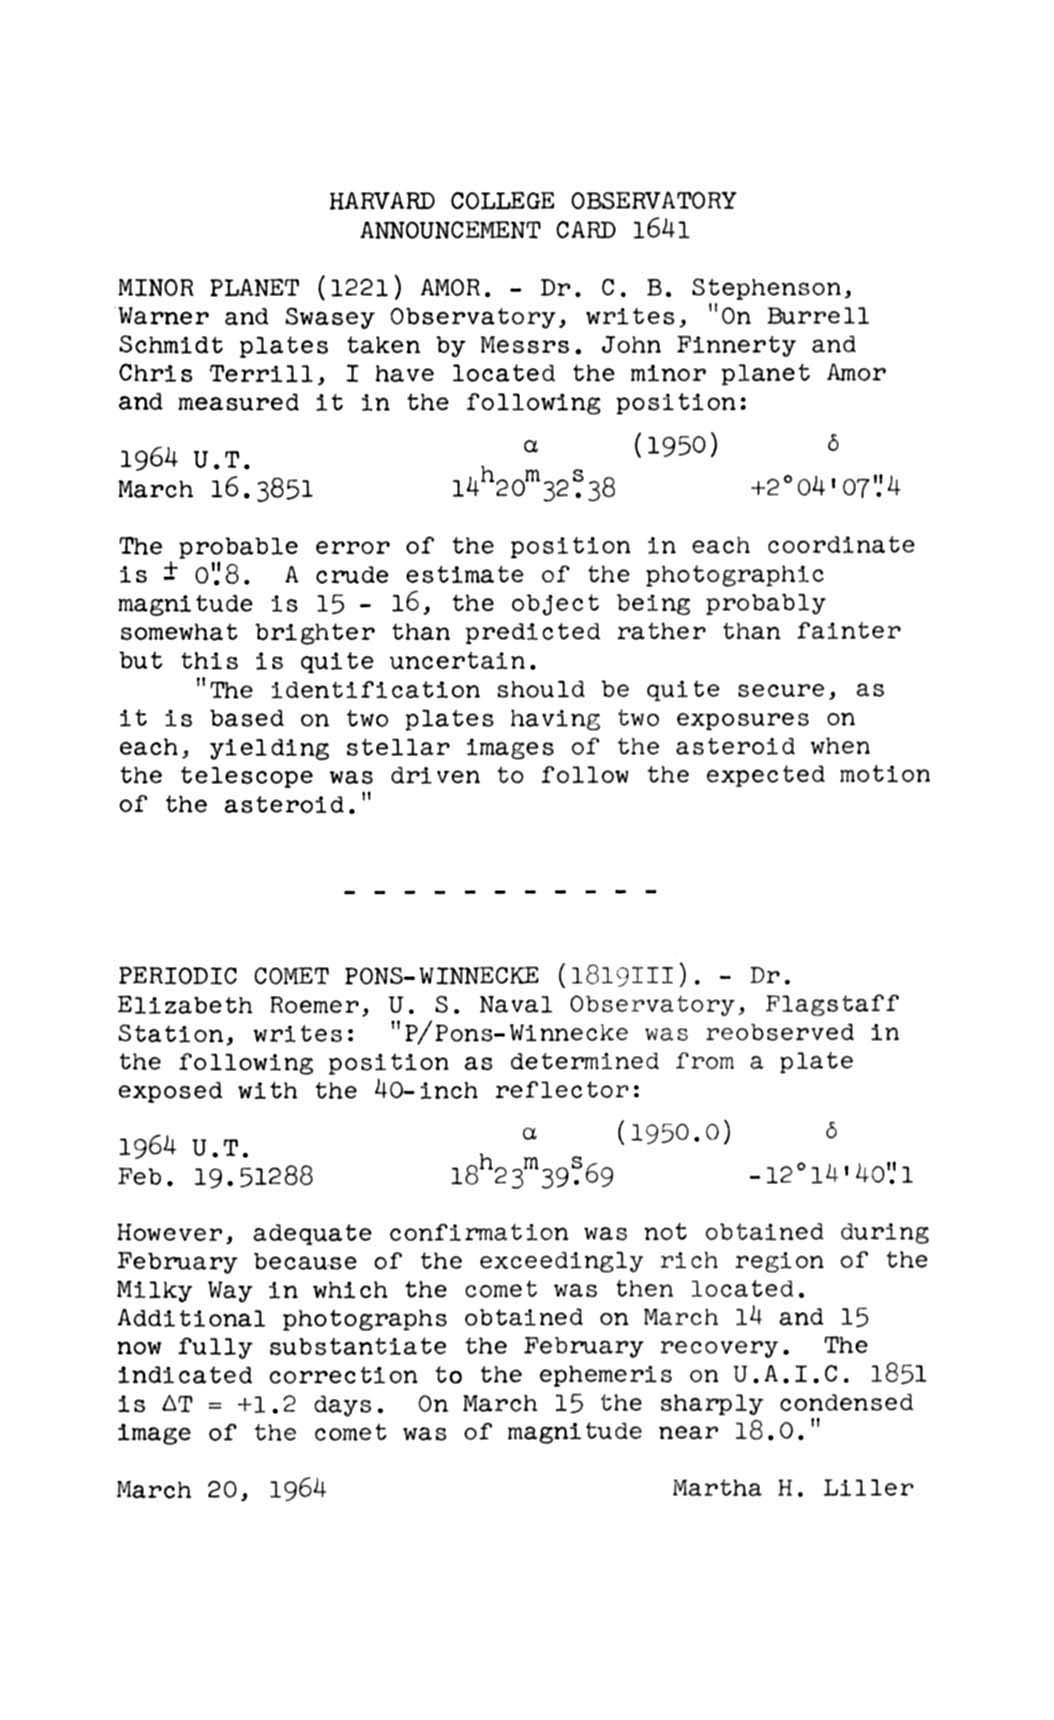 HARVARD COLLEGE OBSERVATORY
ANNOUNCEMENT CARD 1641
MINOR PLANET (1221) AMOR. - Dr. C. B. Stephenson,
Warner and Swasey Observatory, writes, "On Burrell
Schmidt plates taken by Messrs. John Finnerty and
Chris Terrill, I have located the minor planet Amor
and measured it in the following position:
1964 U.T. α (1950) δ
March 16.3851 14ʰ20ᵐ32ˢ.38 +2°04'07".4
The probable error of the position in each coordinate
is ± 0".8. A crude estimate of the photographic
magnitude is 15 - 16, the object being probably
somewhat brighter than predicted rather than fainter
but this is quite uncertain.
"The identification should be quite secure, as
it is based on two plates having two exposures on
each, yielding stellar images of the asteroid when
the telescope was driven to follow the expected motion
of the asteroid."
- - - - - - - - - - -
PERIODIC COMET PONS-WINNECKE (1819III). - Dr.
Elizabeth Roemer, U. S. Naval Observatory, Flagstaff
Station, writes: "P/Pons-Winnecke was reobserved in
the following position as determined from a plate
exposed with the 40-inch reflector:
1964 U.T. α (1950.0) δ
Feb. 19.51288 18ʰ23ᵐ39ˢ.69 -12°14'40".1
However, adequate confirmation was not obtained during
February because of the exceedingly rich region of the
Milky Way in which the comet was then located.
Additional photographs obtained on March 14 and 15
now fully substantiate the February recovery. The
indicated correction to the ephemeris on U.A.I.C. 1851
is ΔT = +1.2 days. On March 15 the sharply condensed
image of the comet was of magnitude near 18.0."
March 20, 1964 Martha H. Liller